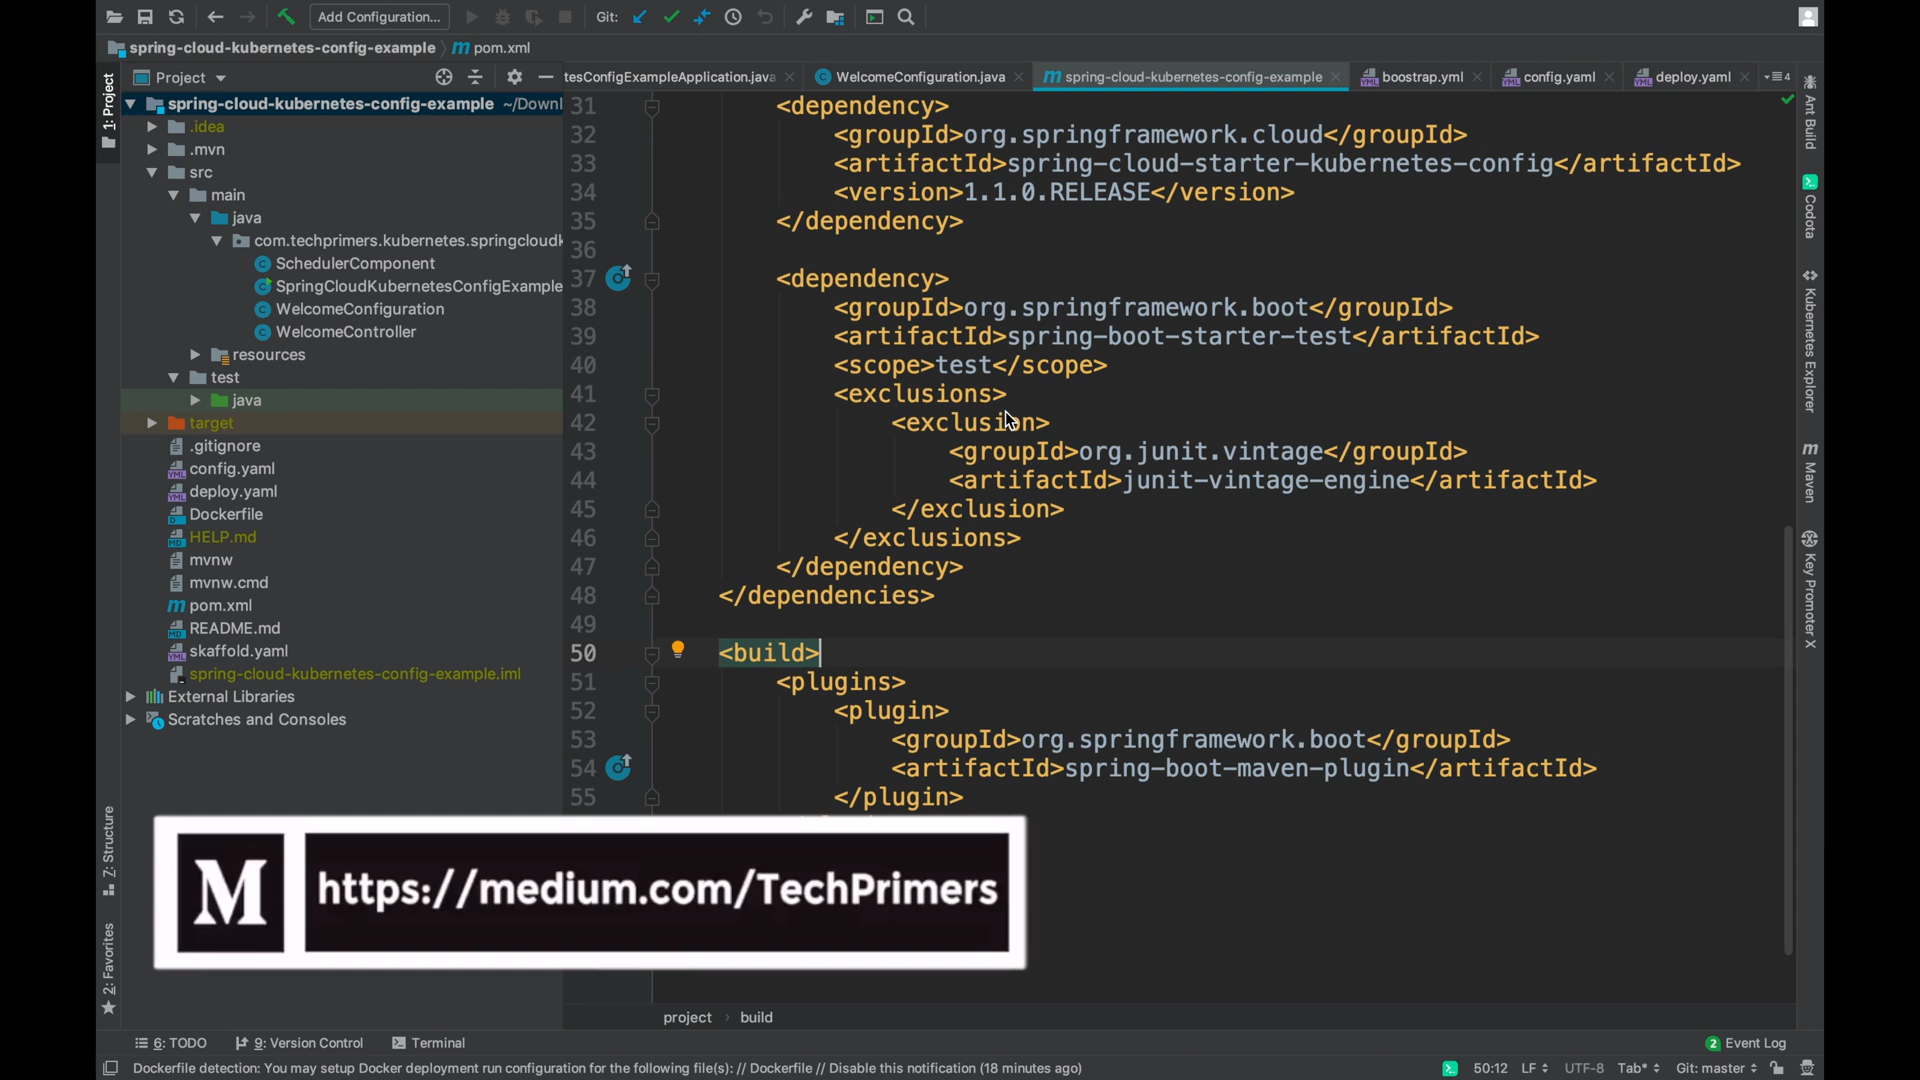 Add Configuration...
Git:
spring-cloud-kubernetes-config-example
pom.xml
Project
tesConfigExampleApplication.java
WelcomeConfiguration.java
spring-cloud-kubernetes-config-example
boostrap.yml
config.yaml
deploy.yaml
4
1: Project
Z: Structure
2: Favorites
spring-cloud-kubernetes-config-example ~/Downl
.idea
.mvn
src
main
java
com.techprimers.kubernetes.springcloudk
SchedulerComponent
SpringCloudKubernetesConfigExample
WelcomeConfiguration
WelcomeController
resources
test
java
target
.gitignore
config.yaml
deploy.yaml
Dockerfile
HELP.md
mvnw
mvnw.cmd
pom.xml
README.md
skaffold.yaml
spring-cloud-kubernetes-config-example.iml
External Libraries
Scratches and Consoles
31 <dependency>
32 <groupId>org.springframework.cloud</groupId>
33 <artifactId>spring-cloud-starter-kubernetes-config</artifactId>
34 <version>1.1.0.RELEASE</version>
35 </dependency>
36
37 <dependency>
38 <groupId>org.springframework.boot</groupId>
39 <artifactId>spring-boot-starter-test</artifactId>
40 <scope>test</scope>
41 <exclusions>
42 <exclusion>
43 <groupId>org.junit.vintage</groupId>
44 <artifactId>junit-vintage-engine</artifactId>
45 </exclusion>
46 </exclusions>
47 </dependency>
48 </dependencies>
49
50 <build>
51 <plugins>
52 <plugin>
53 <groupId>org.springframework.boot</groupId>
54 <artifactId>spring-boot-maven-plugin</artifactId>
55 </plugin>
M
https://medium.com/TechPrimers
project
build
Ant Build
Codota
Kubernetes Explorer
Maven
Key Promoter X
6: TODO
9: Version Control
Terminal
2 Event Log
Dockerfile detection: You may setup Docker deployment run configuration for the following file(s): // Dockerfile // Disable this notification (18 minutes ago)
50:12
LF
UTF-8
Tab*
Git: master